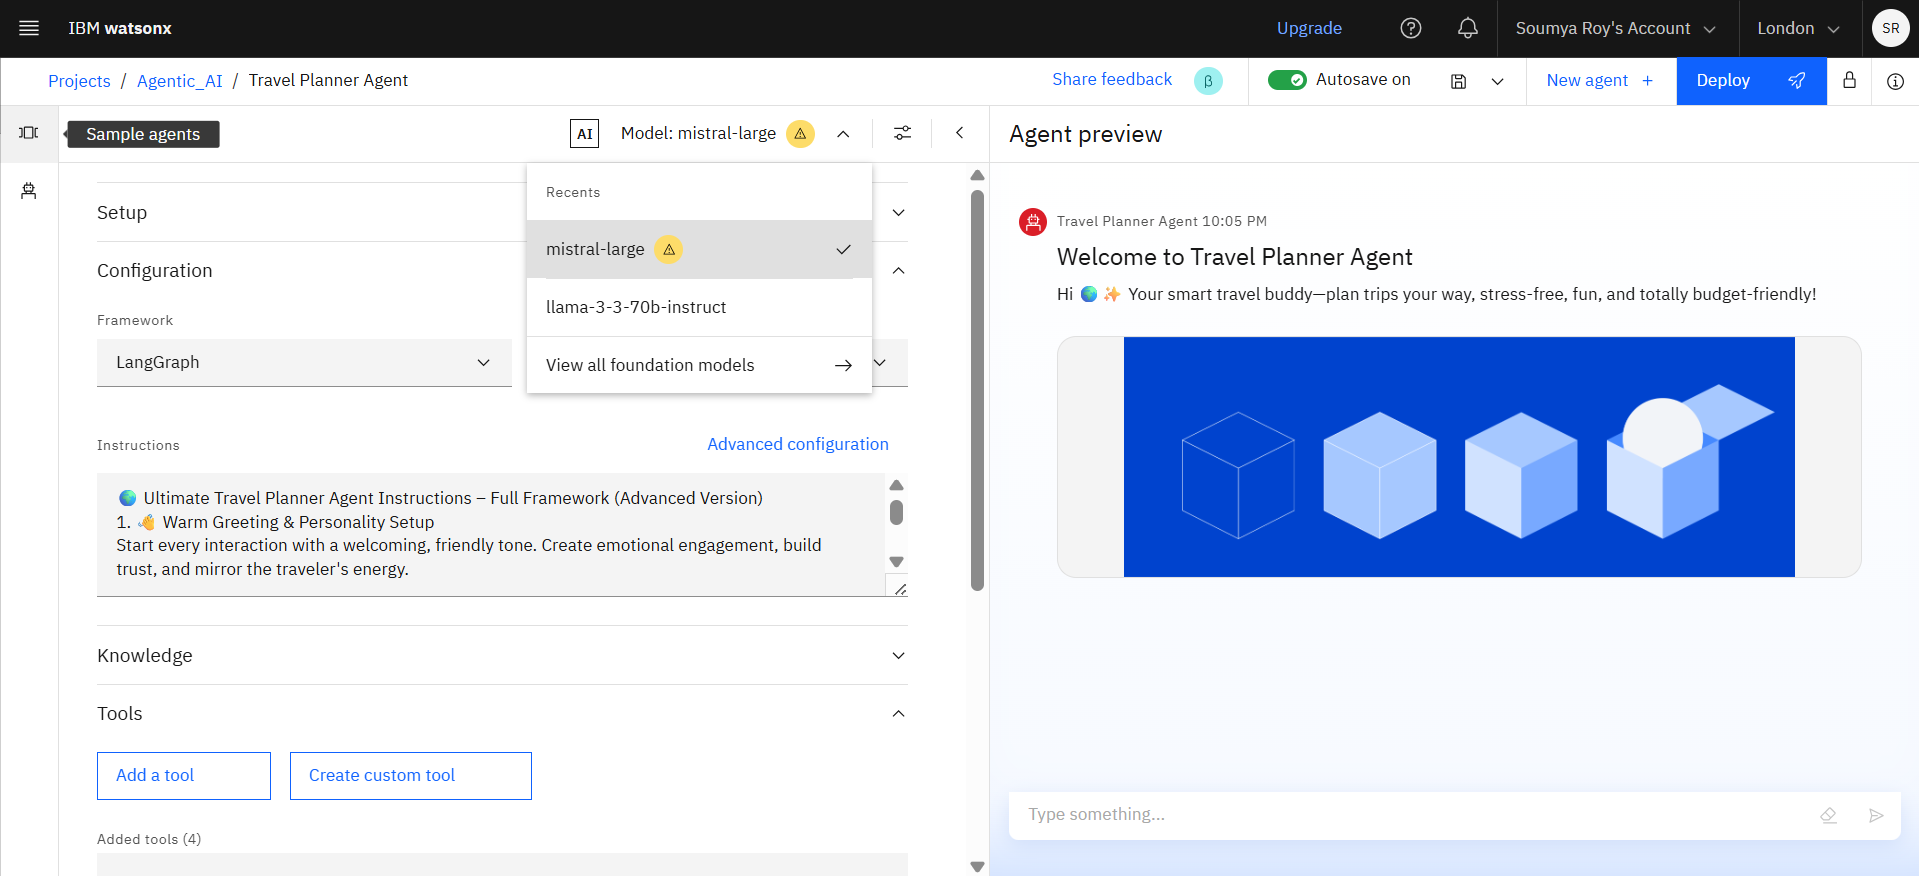 IBM watsonx
Upgrade
Soumya Roy's Account
London
SR
Projects / Agentic_AI / Travel Planner Agent
Share feedback
β
Autosave on
New agent +
Deploy
Sample agents
AI
Model: mistral-large
Agent preview
Recents
mistral-large
llama-3-3-70b-instruct
View all foundation models
Setup
Configuration
Framework
LangGraph
Instructions
Advanced configuration
🌍 Ultimate Travel Planner Agent Instructions – Full Framework (Advanced Version)
1. 👋 Warm Greeting & Personality Setup
Start every interaction with a welcoming, friendly tone. Create emotional engagement, build
trust, and mirror the traveler's energy.
Knowledge
Tools
Add a tool
Create custom tool
Added tools (4)
Travel Planner Agent 10:05 PM
Welcome to Travel Planner Agent
Hi 🌍 ✨ Your smart travel buddy—plan trips your way, stress-free, fun, and totally budget-friendly!
Type something...